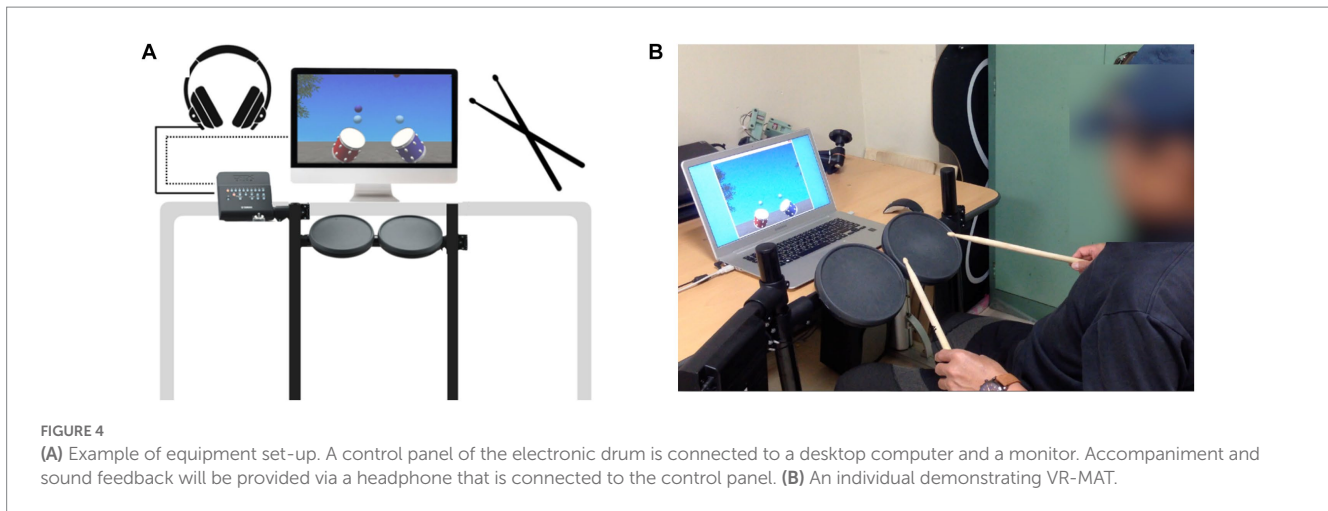 A
B
FIGURE 4
(A) Example of equipment set-up. A control panel of the electronic drum is connected to a desktop computer and a monitor. Accompaniment and
sound feedback will be provided via a headphone that is connected to the control panel. (B) An individual demonstrating VR-MAT.